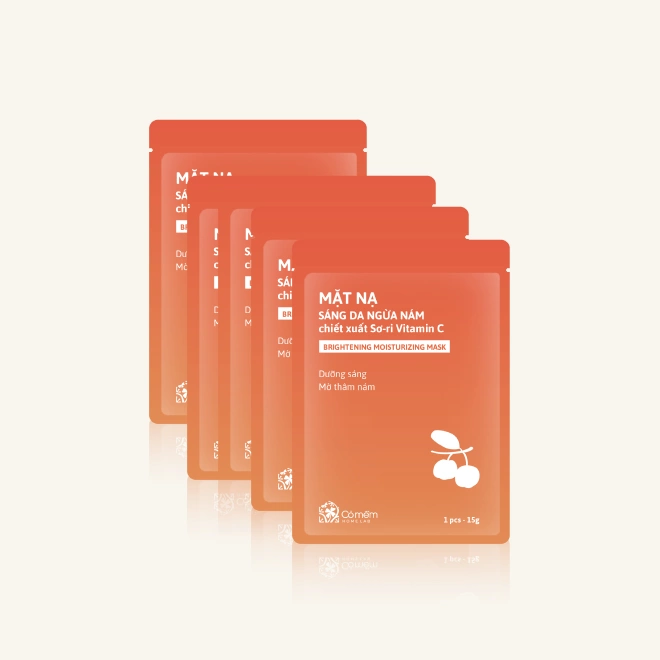 MẶT NẠ
SÁNG DA NGỪA NÁM
chiết xuất Sơ-ri Vitamin C
BRIGHTENING MOISTURIZING MASK
Dưỡng sáng
Mờ thâm nám
Cỏ mềm
HOME LAB
1 pcs - 15g